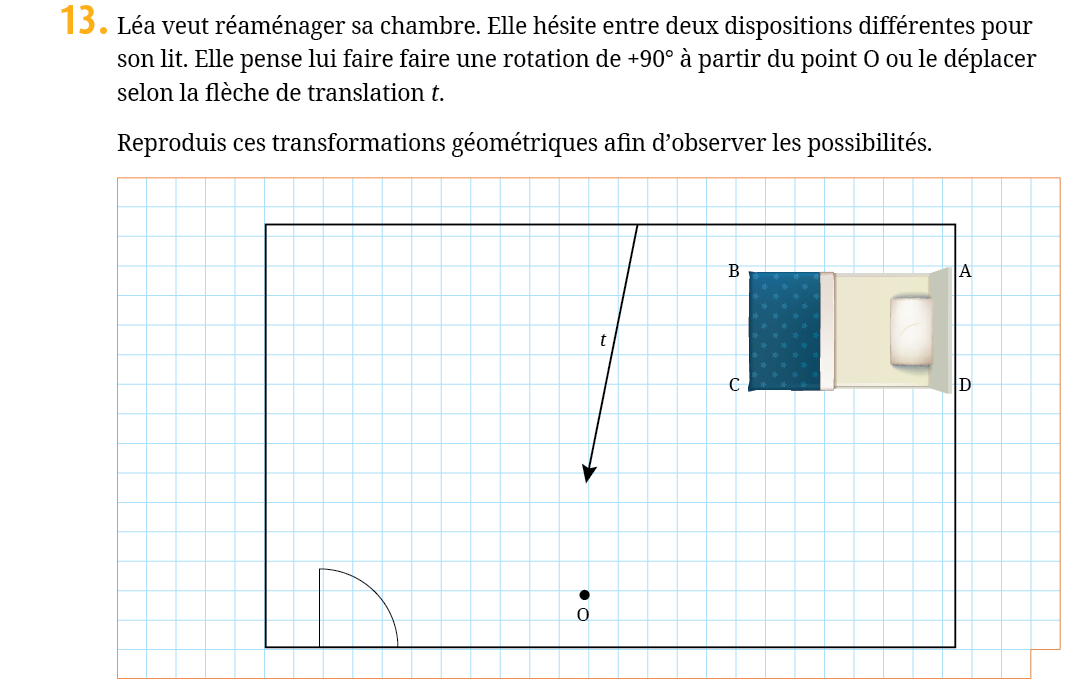 13. Léa veut réaménager sa chambre. Elle hésite entre deux dispositions différentes pour
son lit. Elle pense lui faire faire une rotation de +90° à partir du point O ou le déplacer
selon la flèche de translation t.
Reproduis ces transformations géométriques afin d’observer les possibilités.
B
A
t
C
D
O